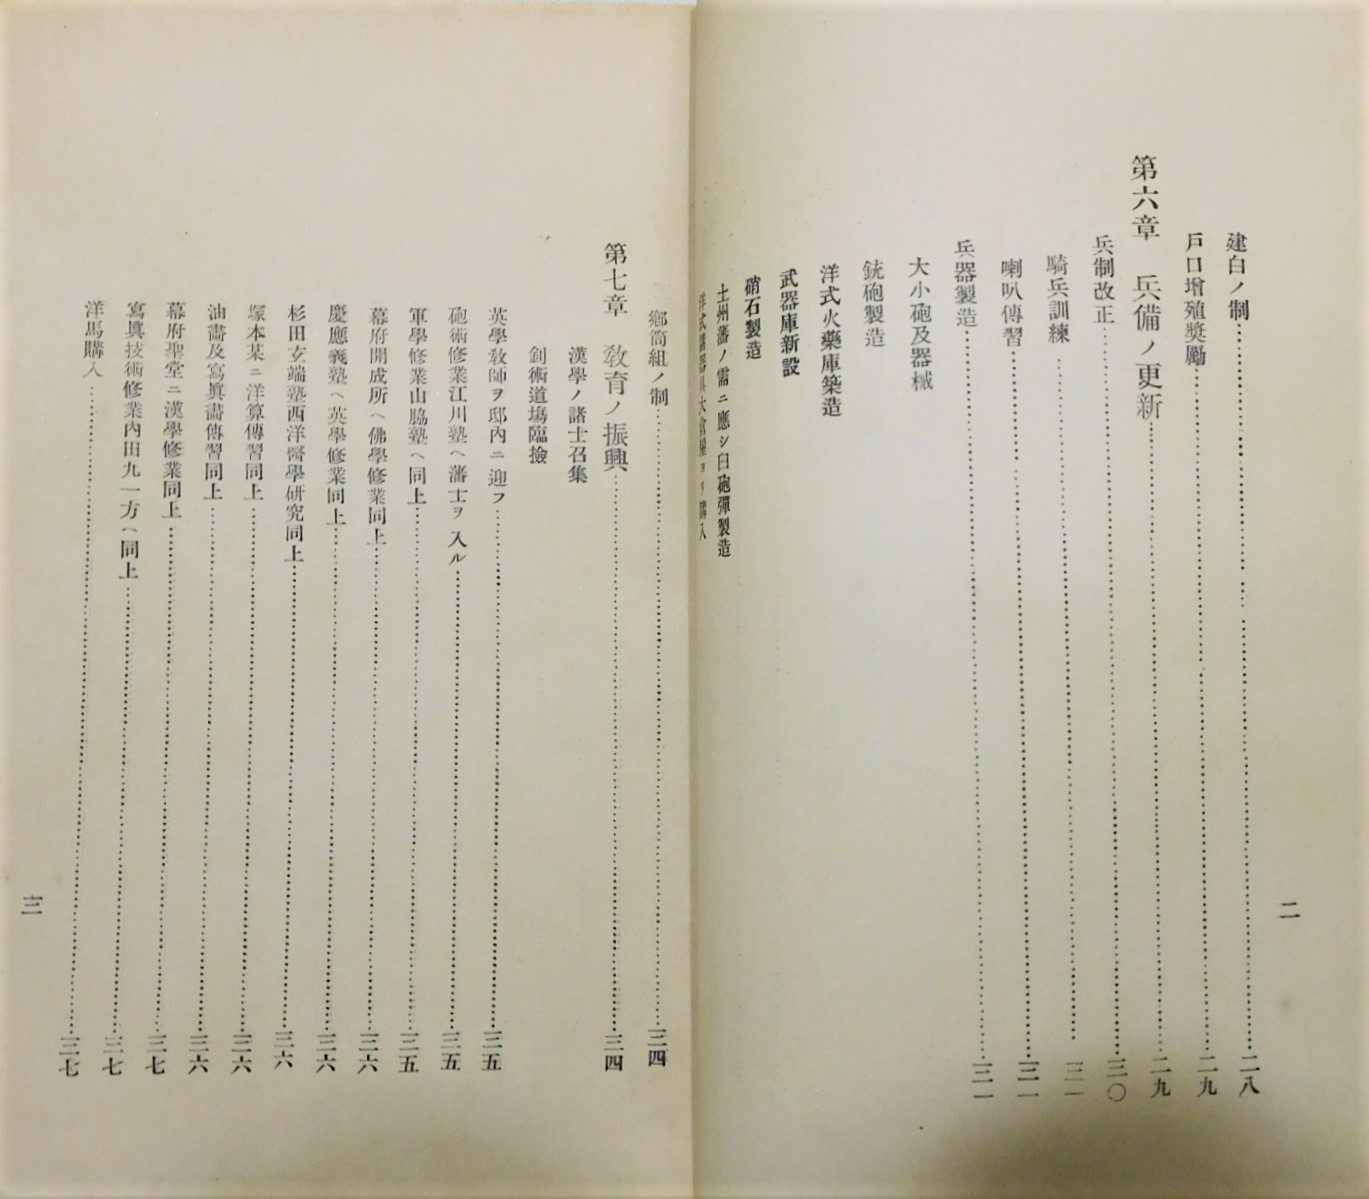 二
建白ノ制……二八
戶口增殖獎勵……二九
第六章　兵備ノ更新……二九
兵制改正……三〇
騎兵訓練……三一
喇叭傳習……三一
兵器製造……三一
大小砲及器械
銃砲製造
洋式火藥庫築造
武器庫新設
硝石製造
土州藩ノ需ニ應シ臼砲彈製造
洋式諸器具大倉屋ヨリ購入
鄕筒組ノ制……三四
第七章　敎育ノ振興……三四
漢學ノ諸士召集
劍術道場臨撿
英學敎師ヲ邸內ニ迎フ……三五
砲術修業江川塾ヘ藩士ヲ入ル……三五
軍學修業山脇塾ヘ同上……三五
幕府開成所ヘ佛學修業同上……三六
慶應義塾ヘ英學修業同上……三六
杉田玄端塾西洋醫學硏究同上……三六
塚本某ニ洋算傳習同上……三六
油畵及寫眞畵傳習同上……三六
幕府聖堂ニ漢學修業同上……三七
寫眞技術修業內田九一方ヘ同上……三七
洋馬購入……三七
三